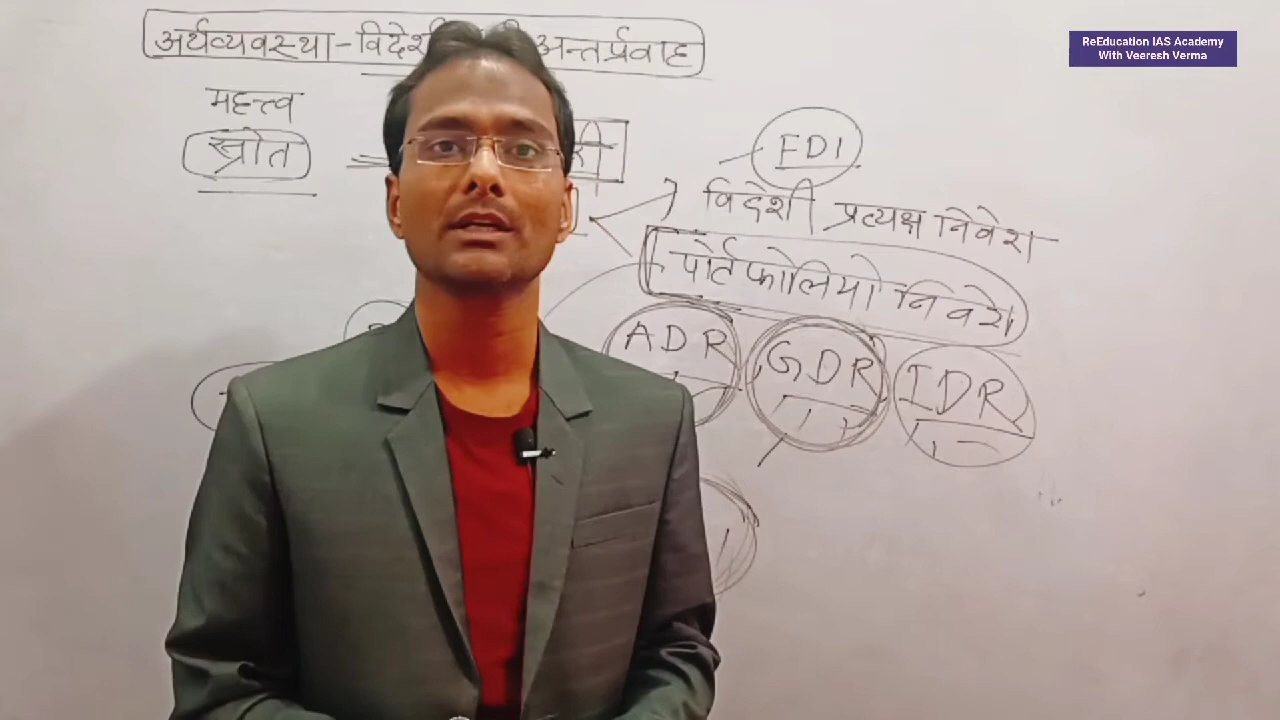 ReEducation IAS Academy
With Veeresh Verma
अर्थव्यवस्था - विदेशी अन्तर्प्रवाह
महत्त्व
स्रोत
FDI
विदेशी प्रत्यक्ष निवेश
पोर्टफोलियो निवेश
ADR GDR IDR